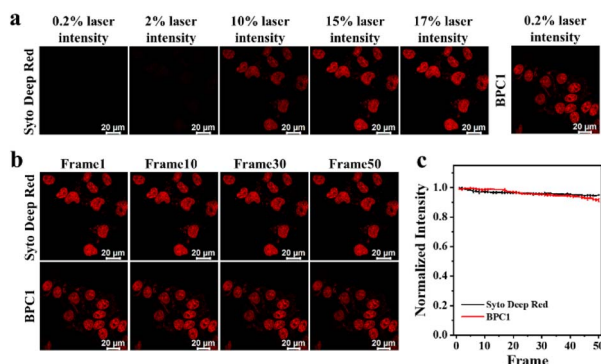 a
0.2% laser intensity
2% laser intensity
10% laser intensity
15% laser intensity
17% laser intensity
0.2% laser intensity
Syto Deep Red
20 μm
20 μm
20 μm
20 μm
20 μm
BPC1
20 μm
b
Frame1
Frame10
Frame30
Frame50
Syto Deep Red
20 μm
20 μm
20 μm
20 μm
BPC1
20 μm
20 μm
20 μm
20 μm
c
Normalized Intensity
1.0
0.8
0.6
0.4
0.2
0.0
Syto Deep Red
BPC1
0
10
20
30
40
50
Frame